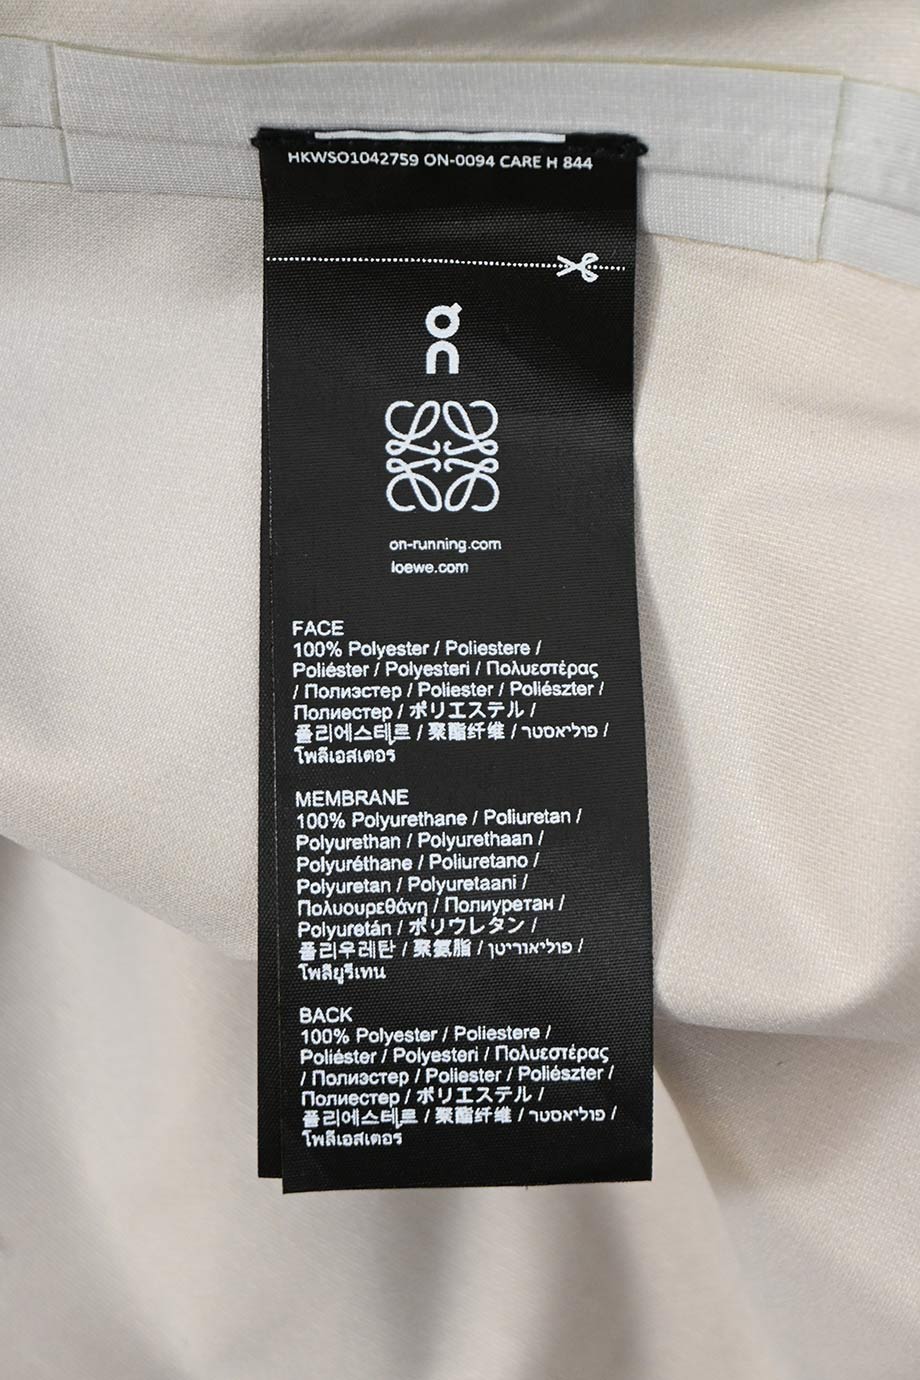 HKWSO1042759 ON-0094 CARE H 844
on
on-running.com
loewe.com
FACE
100% Polyester / Poliestere /
Poliéster / Polyesteri / Πολυεστέρας
/ Полиэстер / Poliester / Poliészter /
Полиестер / ポリエステル /
폴리에스테르 / 聚酯纤维 / פוליאסטר /
โพลีเอสเตอร์
MEMBRANE
100% Polyurethane / Poliuretan /
Polyurethan / Polyurethaan /
Polyuréthane / Poliuretano /
Polyuretan / Polyuretaani /
Πολυουρεθάνη / Полиуретан /
Polyuretán / ポリウレタン /
폴리우레탄 / 聚氨脂 / פוליאוריטן /
โพลียูรีเทน
BACK
100% Polyester / Poliestere /
Poliéster / Polyesteri / Πολυεστέρας
/ Полиэстер / Poliester / Poliészter /
Полиестер / ポリエステル /
폴리에스테르 / 聚酯纤维 / פוליאסטר /
โพลีเอสเตอร์